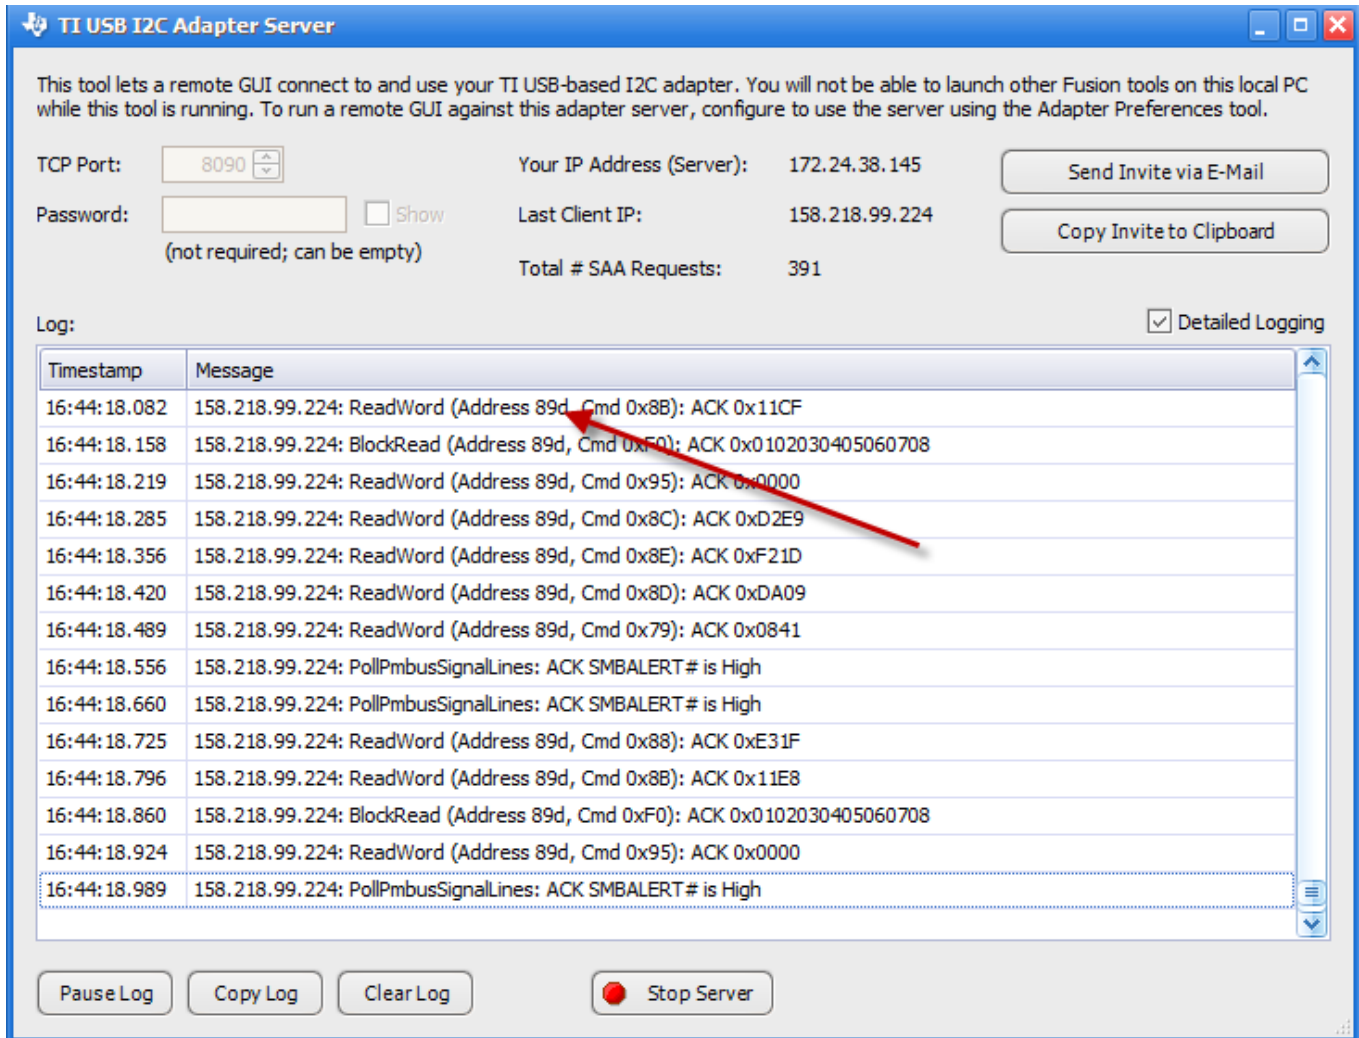 TI USB I2C Adapter Server
This tool lets a remote GUI connect to and use your TI USB-based I2C adapter. You will not be able to launch other Fusion tools on this local PC
while this tool is running. To run a remote GUI against this adapter server, configure to use the server using the Adapter Preferences tool.
TCP Port: 8090 Your IP Address (Server): 172.24.38.145 Send Invite via E-Mail
Password: Show Last Client IP: 158.218.99.224 Copy Invite to Clipboard
(not required; can be empty) Total # SAA Requests: 391
Log: Detailed Logging
Timestamp Message
16:44:18.082 158.218.99.224: ReadWord (Address 89d, Cmd 0x8B): ACK 0x11CF
16:44:18.158 158.218.99.224: BlockRead (Address 89d, Cmd 0xF0): ACK 0x0102030405060708
16:44:18.219 158.218.99.224: ReadWord (Address 89d, Cmd 0x95): ACK 0x0000
16:44:18.285 158.218.99.224: ReadWord (Address 89d, Cmd 0x8C): ACK 0xD2E9
16:44:18.356 158.218.99.224: ReadWord (Address 89d, Cmd 0x8E): ACK 0xF21D
16:44:18.420 158.218.99.224: ReadWord (Address 89d, Cmd 0x8D): ACK 0xDA09
16:44:18.489 158.218.99.224: ReadWord (Address 89d, Cmd 0x79): ACK 0x0841
16:44:18.556 158.218.99.224: PollPmbusSignalLines: ACK SMBALERT# is High
16:44:18.660 158.218.99.224: PollPmbusSignalLines: ACK SMBALERT# is High
16:44:18.725 158.218.99.224: ReadWord (Address 89d, Cmd 0x88): ACK 0xE31F
16:44:18.796 158.218.99.224: ReadWord (Address 89d, Cmd 0x8B): ACK 0x11E8
16:44:18.860 158.218.99.224: BlockRead (Address 89d, Cmd 0xF0): ACK 0x0102030405060708
16:44:18.924 158.218.99.224: ReadWord (Address 89d, Cmd 0x95): ACK 0x0000
16:44:18.989 158.218.99.224: PollPmbusSignalLines: ACK SMBALERT# is High
Pause Log Copy Log Clear Log Stop Server